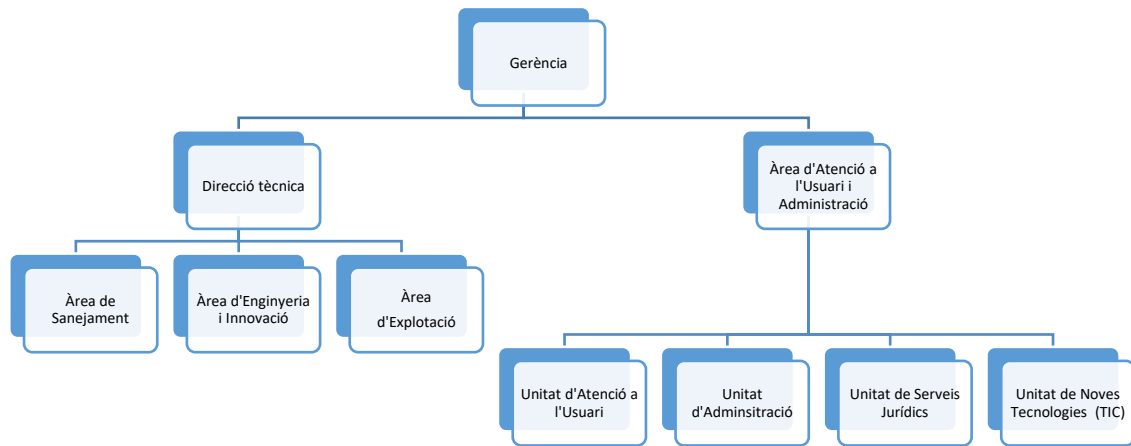 Gerència
Direcció tècnica
Àrea d'Atenció a
l'Usuari i
Administració
Àrea de
Sanejament
Àrea d'Enginyeria
i Innovació
Àrea
d'Explotació
Unitat d'Atenció a
l'Usuari
Unitat
d'Adminsitració
Unitat de Serveis
Jurídics
Unitat de Noves
Tecnologies (TIC)